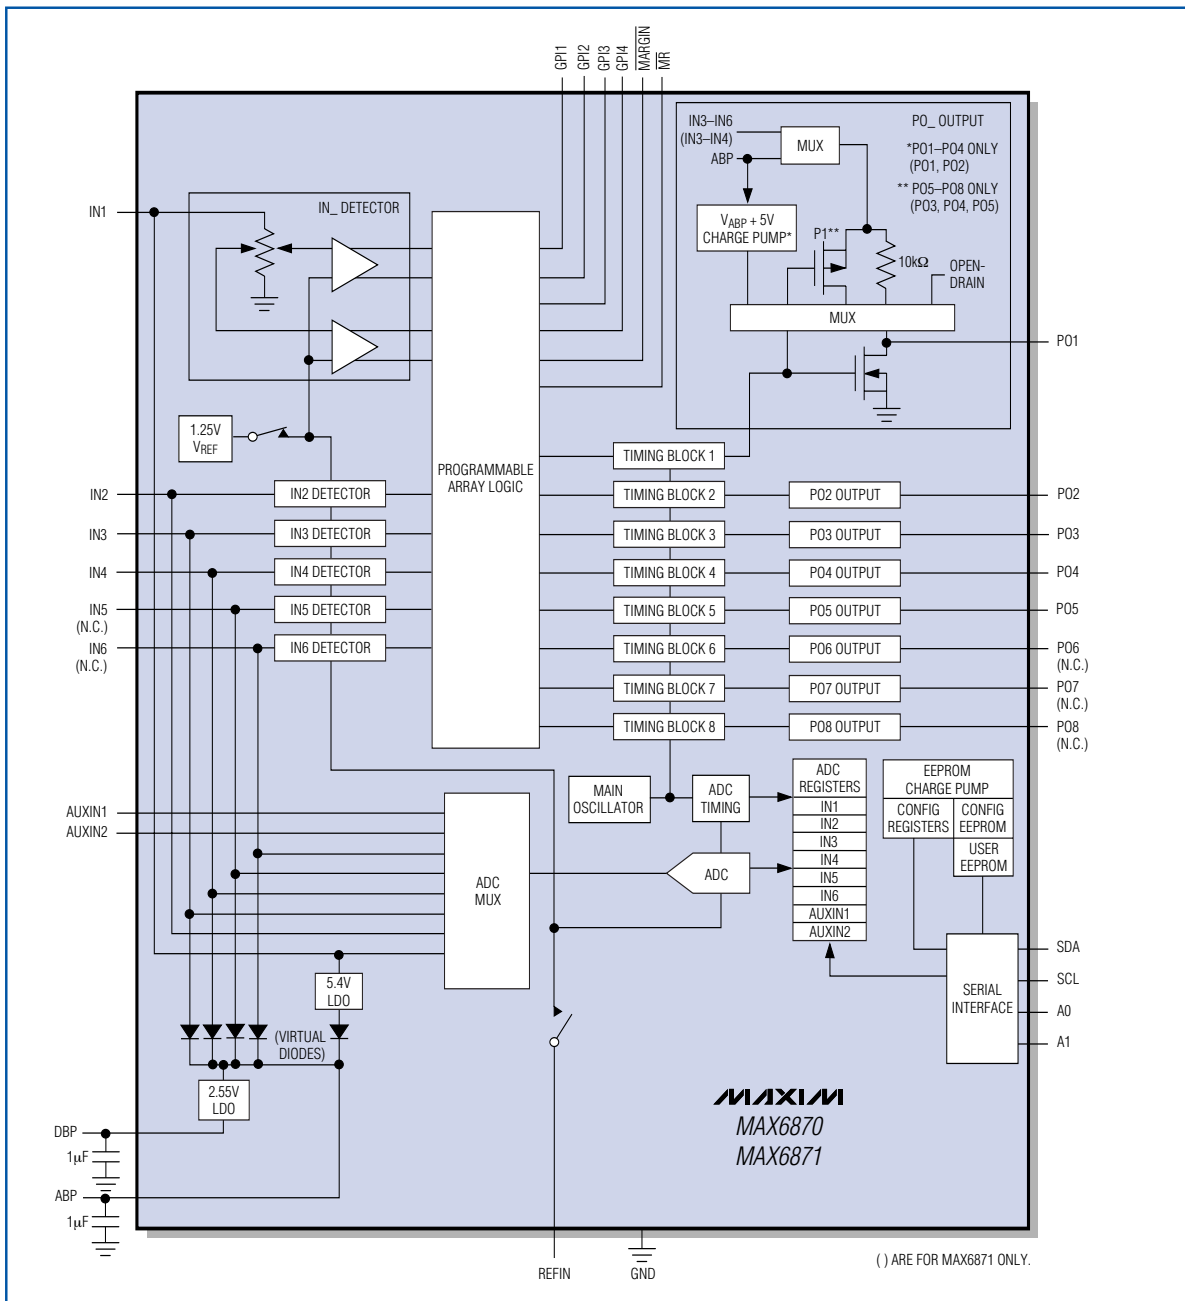 GPI1
GPI2
GPI3
GPI4
MARGIN
MR
IN3–IN6
(IN3–IN4)
ABP
MUX
PO_ OUTPUT
*PO1–PO4 ONLY
(PO1, PO2)
** PO5–PO8 ONLY
(PO3, PO4, PO5)
VABP + 5V
CHARGE PUMP*
P1**
10kΩ
OPEN-
DRAIN
MUX
PO1
IN1
IN_ DETECTOR
1.25V
VREF
PROGRAMMABLE
ARRAY LOGIC
TIMING BLOCK 1
IN2
IN2 DETECTOR
TIMING BLOCK 2
PO2 OUTPUT
PO2
IN3
IN3 DETECTOR
TIMING BLOCK 3
PO3 OUTPUT
PO3
IN4
IN4 DETECTOR
TIMING BLOCK 4
PO4 OUTPUT
PO4
IN5
(N.C.)
IN5 DETECTOR
TIMING BLOCK 5
PO5 OUTPUT
PO5
IN6
(N.C.)
IN6 DETECTOR
TIMING BLOCK 6
PO6 OUTPUT
PO6
(N.C.)
TIMING BLOCK 7
PO7 OUTPUT
PO7
(N.C.)
TIMING BLOCK 8
PO8 OUTPUT
PO8
(N.C.)
MAIN
OSCILLATOR
ADC
TIMING
ADC
REGISTERS
IN1
IN2
IN3
IN4
IN5
IN6
AUXIN1
AUXIN2
EEPROM
CHARGE PUMP
CONFIG
REGISTERS
CONFIG
EEPROM
USER
EEPROM
AUXIN1
AUXIN2
ADC
MUX
ADC
SERIAL
INTERFACE
SDA
SCL
A0
A1
5.4V
LDO
(VIRTUAL
DIODES)
2.55V
LDO
DBP
1µF
ABP
1µF
MAXIM
MAX6870
MAX6871
REFIN
GND
( ) ARE FOR MAX6871 ONLY.